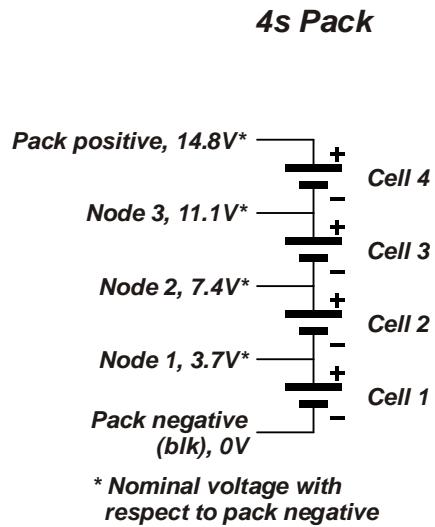 4s Pack
Pack positive, 14.8V*
+
Cell 4
–
Node 3, 11.1V*
+
Cell 3
–
Node 2, 7.4V*
+
Cell 2
–
Node 1, 3.7V*
+
Cell 1
–
Pack negative
(blk), 0V
* Nominal voltage with
respect to pack negative